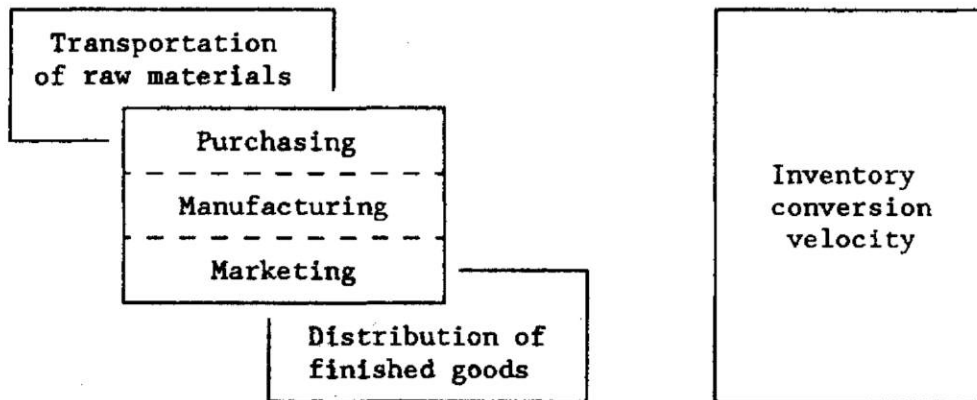 Transportation
of raw materials
Purchasing
Manufacturing
Marketing
Distribution of
finished goods
Inventory
conversion
velocity